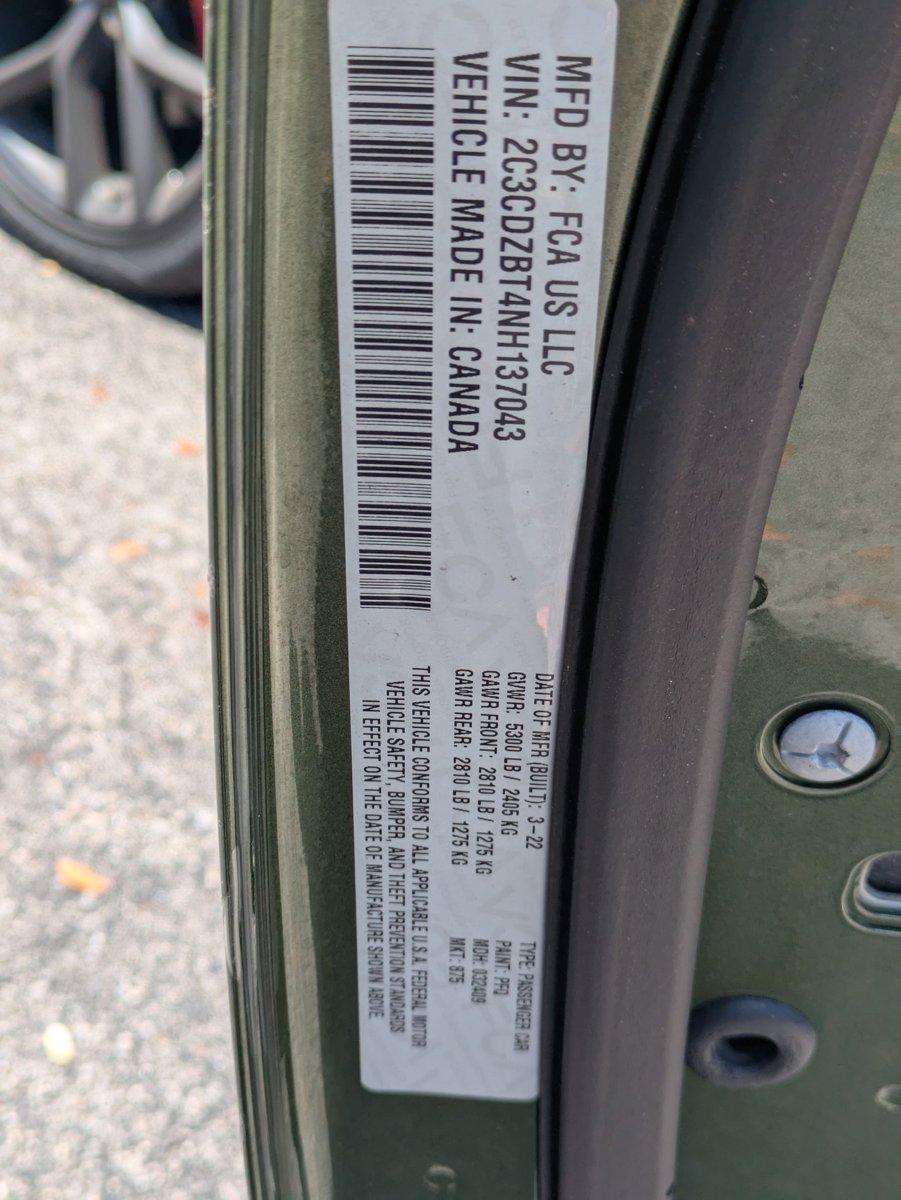 MFD BY: FCA US LLC
VIN: 2C3CDZBT4NH137043
VEHICLE MADE IN: CANADA
DATE OF MFR (BUILT): 3-22
GVWR: 5300 LB / 2405 KG
GAWR FRONT: 2810 LB / 1275 KG
GAWR REAR: 2810 LB / 1275 KG
TYPE: PASSENGER CAR
PAINT: PFQ
MDH: 032409
MKT: 875
THIS VEHICLE CONFORMS TO ALL APPLICABLE U.S.A. FEDERAL MOTOR
VEHICLE SAFETY, BUMPER, AND THEFT PREVENTION STANDARDS
IN EFFECT ON THE DATE OF MANUFACTURE SHOWN ABOVE.